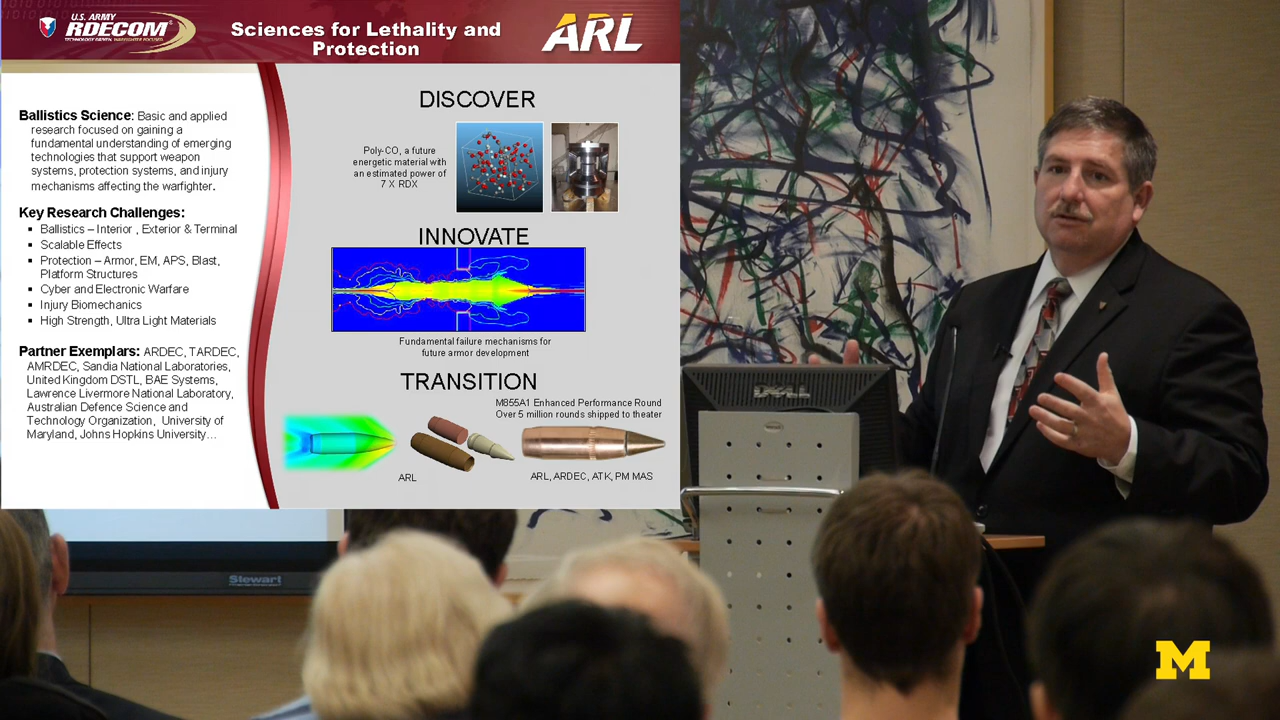 U.S. ARMY
RDECOM®
TECHNOLOGY DRIVEN. WARFIGHTER FOCUSED.
Sciences for Lethality and
Protection
ARL
Ballistics Science: Basic and applied
research focused on gaining a
fundamental understanding of emerging
technologies that support weapon
systems, protection systems, and injury
mechanisms affecting the warfighter.
Key Research Challenges:
▪ Ballistics – Interior , Exterior & Terminal
▪ Scalable Effects
▪ Protection – Armor, EM, APS, Blast,
Platform Structures
▪ Cyber and Electronic Warfare
▪ Injury Biomechanics
▪ High Strength, Ultra Light Materials
Partner Exemplars: ARDEC, TARDEC,
AMRDEC, Sandia National Laboratories,
United Kingdom DSTL, BAE Systems,
Lawrence Livermore National Laboratory,
Australian Defence Science and
Technology Organization, University of
Maryland, Johns Hopkins University…
DISCOVER
Poly-CO, a future
energetic material with
an estimated power of
7 X RDX
INNOVATE
Fundamental failure mechanisms for
future armor development
TRANSITION
M855A1 Enhanced Performance Round
Over 5 million rounds shipped to theater
ARL
ARL, ARDEC, ATK, PM MAS
DELL
Stewart
M